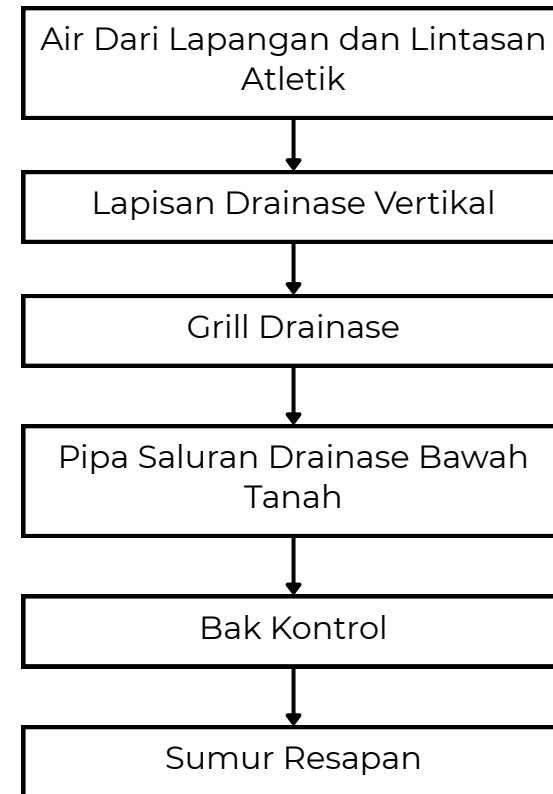 Air Dari Lapangan dan Lintasan
Atletik
Lapisan Drainase Vertikal
Grill Drainase
Pipa Saluran Drainase Bawah
Tanah
Bak Kontrol
Sumur Resapan